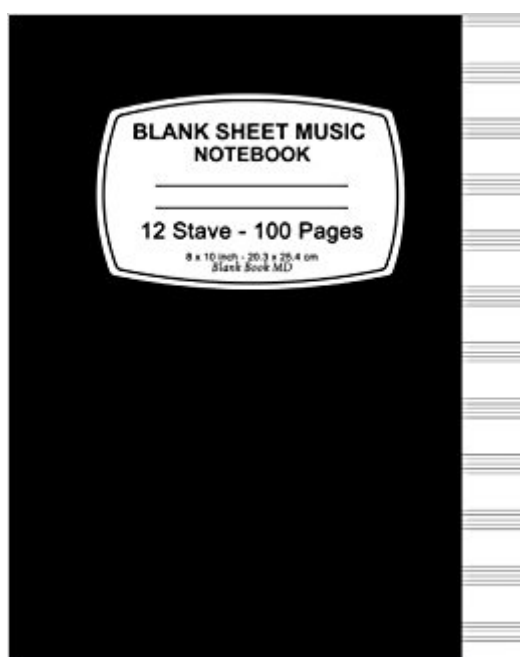 BLANK SHEET MUSIC
NOTEBOOK
12 Stave - 100 Pages
8 x 10 inch - 20.3 x 25.4 cm
Blank Book MD